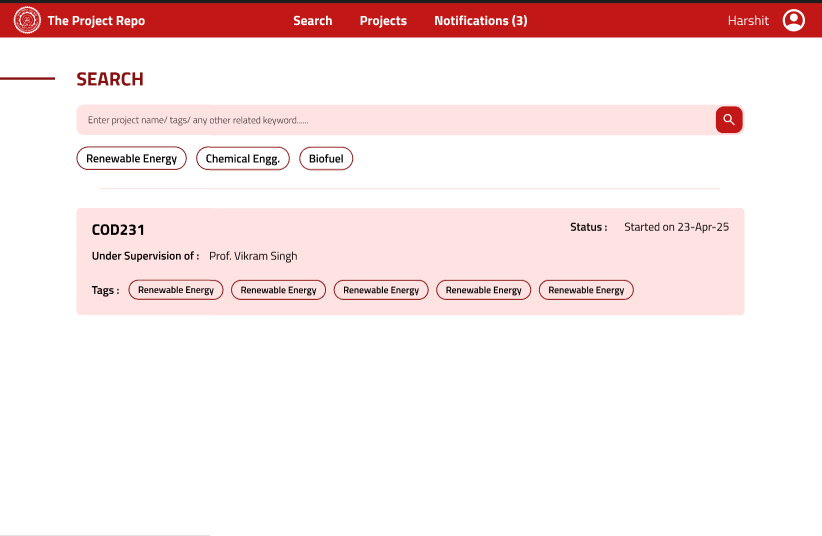 The Project Repo Search Projects Notifications (3) Harshit
SEARCH
Enter project name/ tags/ any other related keyword......
Renewable Energy Chemical Engg. Biofuel
COD231 Status : Started on 23-Apr-25
Under Supervision of : Prof. Vikram Singh
Tags : Renewable Energy Renewable Energy Renewable Energy Renewable Energy Renewable Energy